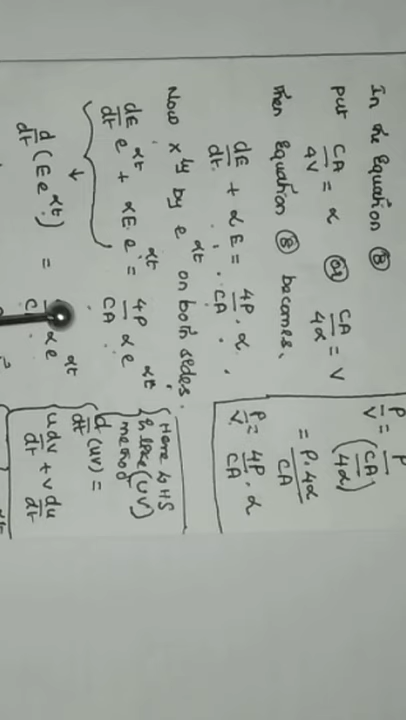 In the Equation ⑧
put CA/4V = α (or) CA/4α = V
then Equation ⑧ becomes,
dE/dt + αE = 4P/CA . α
Now x ly by e^αt on both sides.
dE/dt e^αt + αE e^αt = 4P/CA α e^αt
↓
d/dt (E e^αt) = α e^αt
P/V = P/(CA/4α)
= P.4α/CA
P/V = 4P/CA . α
Here LHS
is like (UV)
method
d/dt (UV) =
u dv/dt + v du/dt